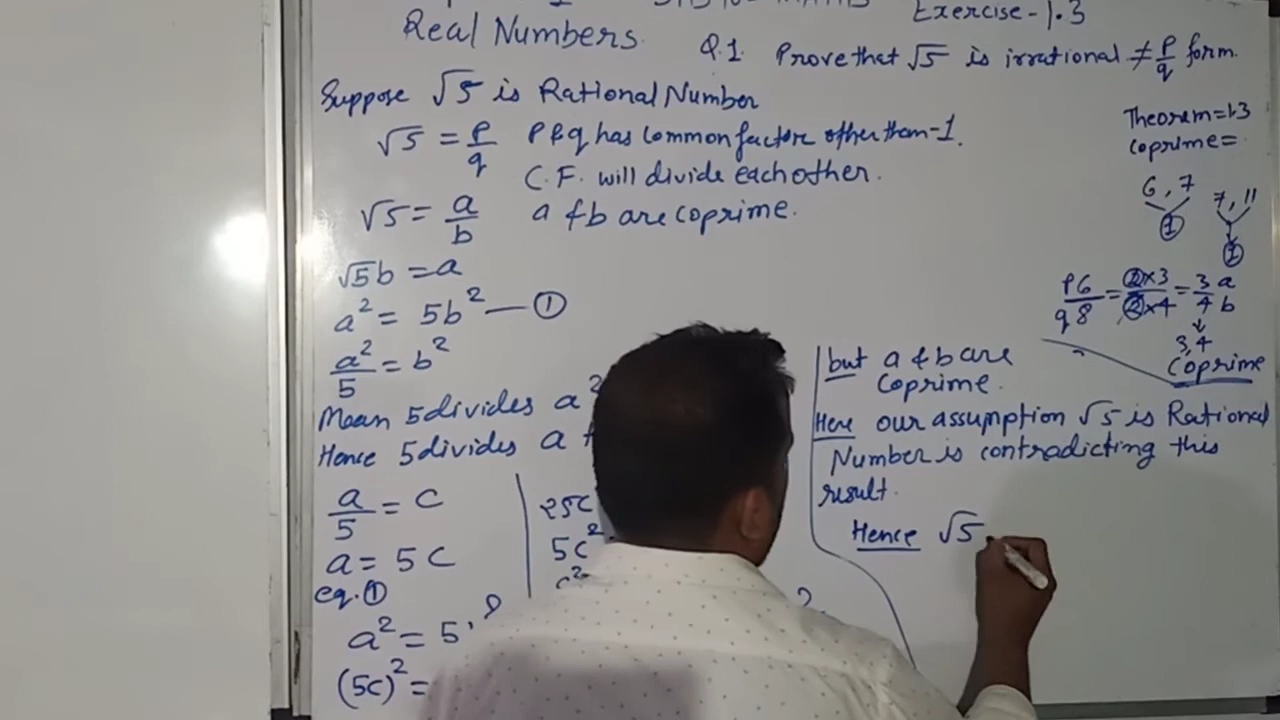 Exercise-1.3
Real Numbers.
Q.1. Prove that √5 is irrational ≠ P/q form.
Suppose √5 is Rational Number
√5 = P/q P & q has common factor other than -1.
C.F. will divide each other.
√5 = a/b a & b are coprime.
√5b = a
a² = 5b² — ①
a²/5 = b²
Mean 5 divides a²
Hence 5 divides a
a/5 = c
a = 5c
eq. ①
a² = 5
(5c)² =
25c
5c²
c²
but a & b are
coprime.
Here our assumption √5 is Rational
Number is contradicting this
result.
Hence √5
Theorem = 1.3
coprime =
6, 7
①
7, 11
①
P6/q8 = 2×3/2×4 = 3/4 a/b
3, 4
Coprime